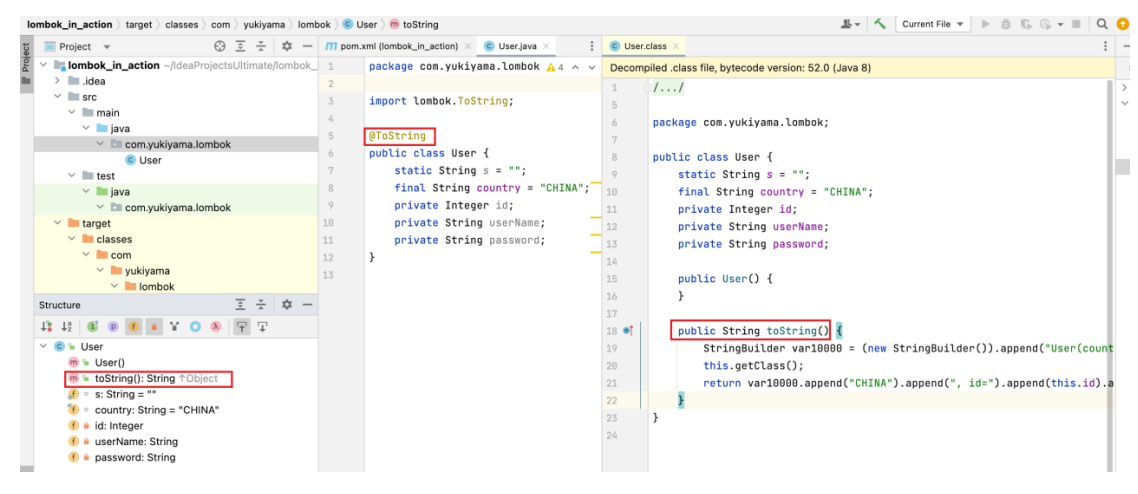 lombok_in_action target classes com yukiyama lombok User toString Current File
Project
Project
lombok_in_action ~/IdeaProjectsUltimate/lombok_
.idea
src
main
java
com.yukiyama.lombok
User
test
java
com.yukiyama.lombok
target
classes
com
yukiyama
lombok
Structure
User
User()
toString(): String ↑Object
s: String = ""
country: String = "CHINA"
id: Integer
userName: String
password: String
pom.xml (lombok_in_action) User.java
1 package com.yukiyama.lombok 4
2
3 import lombok.ToString;
4
5 @ToString
6 public class User {
7 static String s = "";
8 final String country = "CHINA";
9 private Integer id;
10 private String userName;
11 private String password;
12 }
13
User.class
Decompiled .class file, bytecode version: 52.0 (Java 8)
1 /.../
5
6 package com.yukiyama.lombok;
7
8 public class User {
9 static String s = "";
10 final String country = "CHINA";
11 private Integer id;
12 private String userName;
13 private String password;
14
15 public User() {
16 }
17
18 public String toString() {
19 StringBuilder var10000 = (new StringBuilder()).append("User(count
20 this.getClass();
21 return var10000.append("CHINA").append(", id=").append(this.id).a
22 }
23 }
24